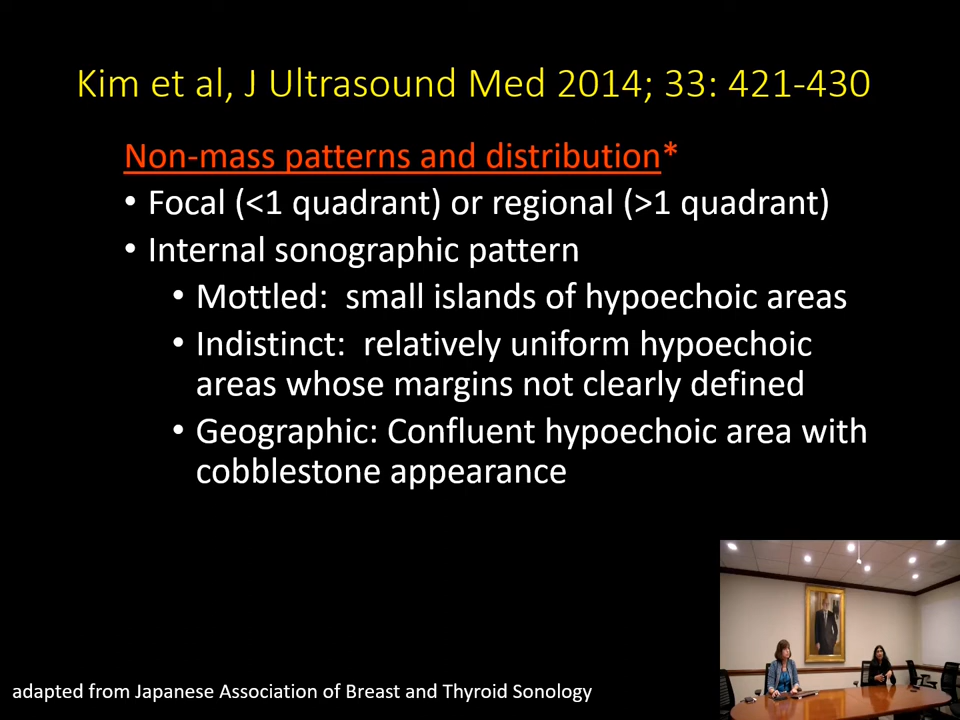 Kim et al, J Ultrasound Med 2014; 33: 421-430
Non-mass patterns and distribution*
• Focal (<1 quadrant) or regional (>1 quadrant)
• Internal sonographic pattern
• Mottled: small islands of hypoechoic areas
• Indistinct: relatively uniform hypoechoic
areas whose margins not clearly defined
• Geographic: Confluent hypoechoic area with
cobblestone appearance
adapted from Japanese Association of Breast and Thyroid Sonology